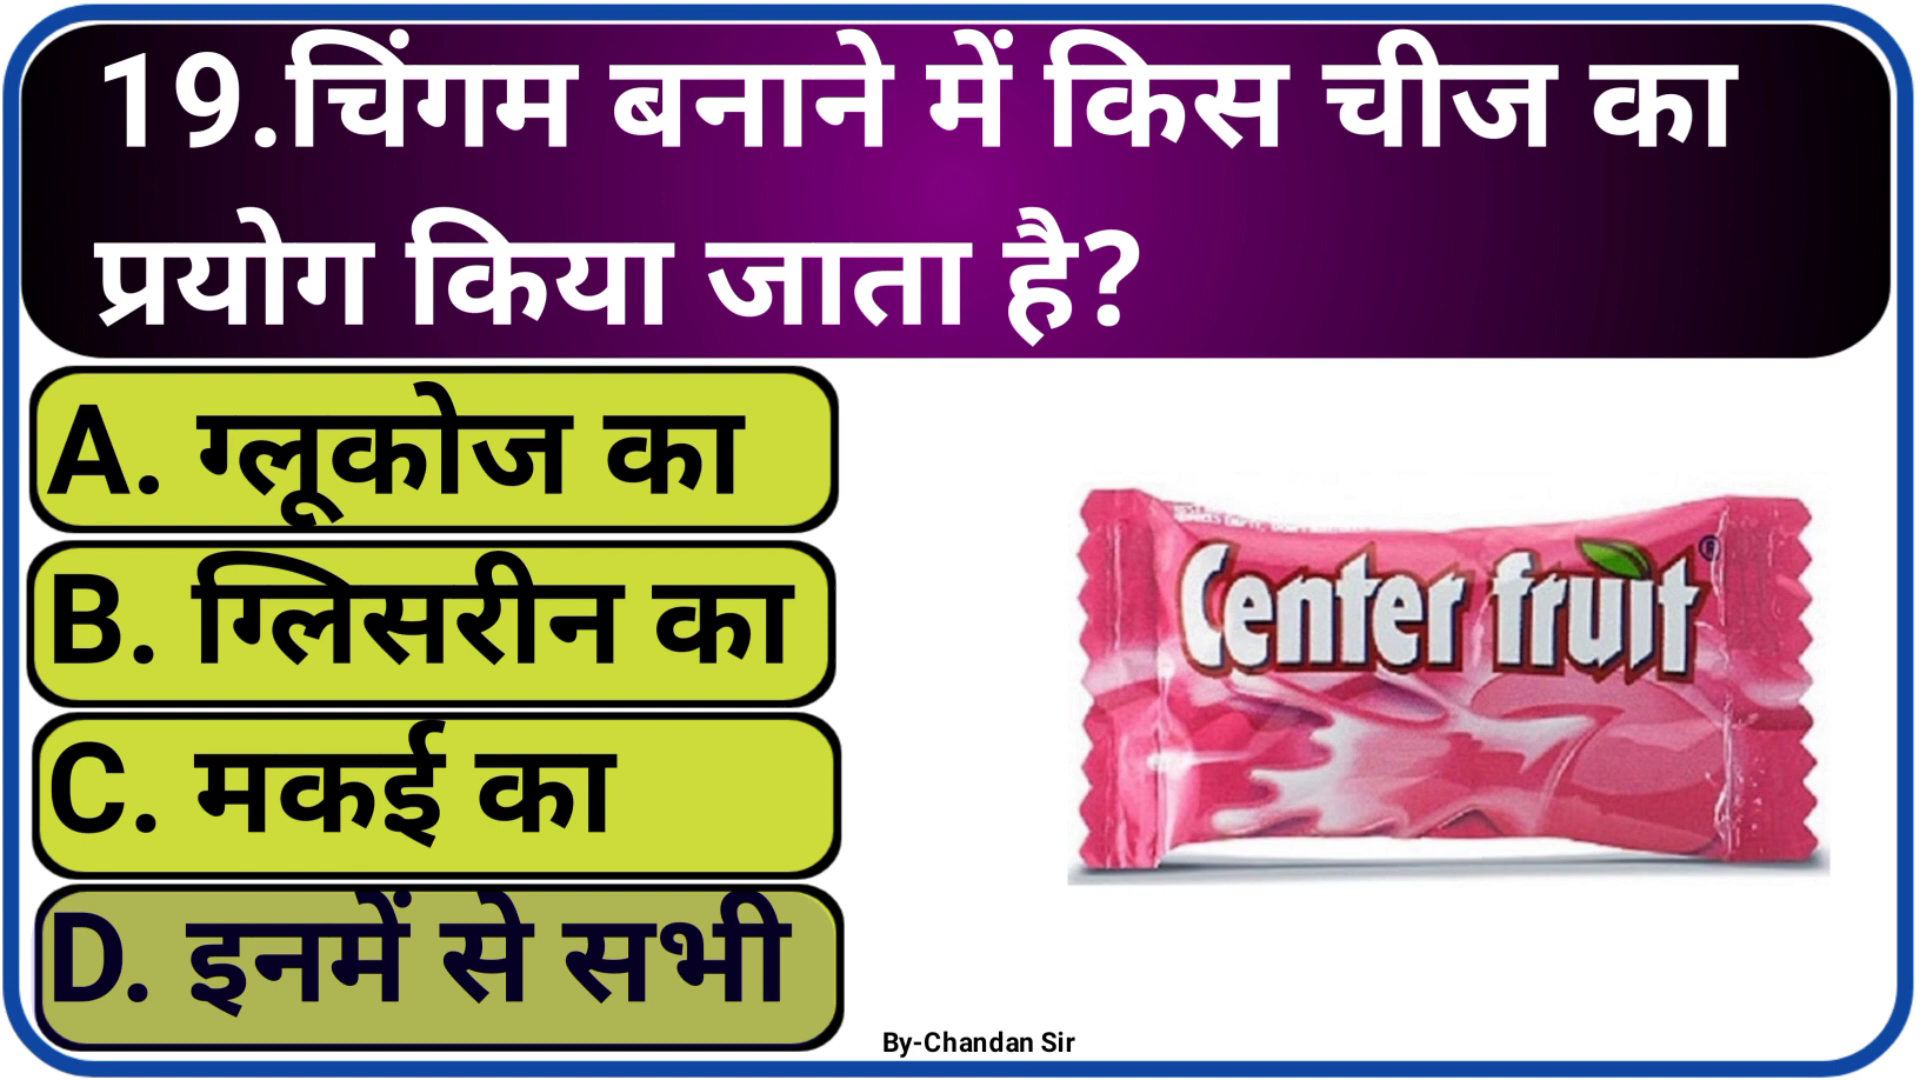 19.चिंगम बनाने में किस चीज का
प्रयोग किया जाता है?
A. ग्लूकोज का
B. ग्लिसरीन का
C. मकई का
D. इनमें से सभी
Center fruit
®
By-Chandan Sir